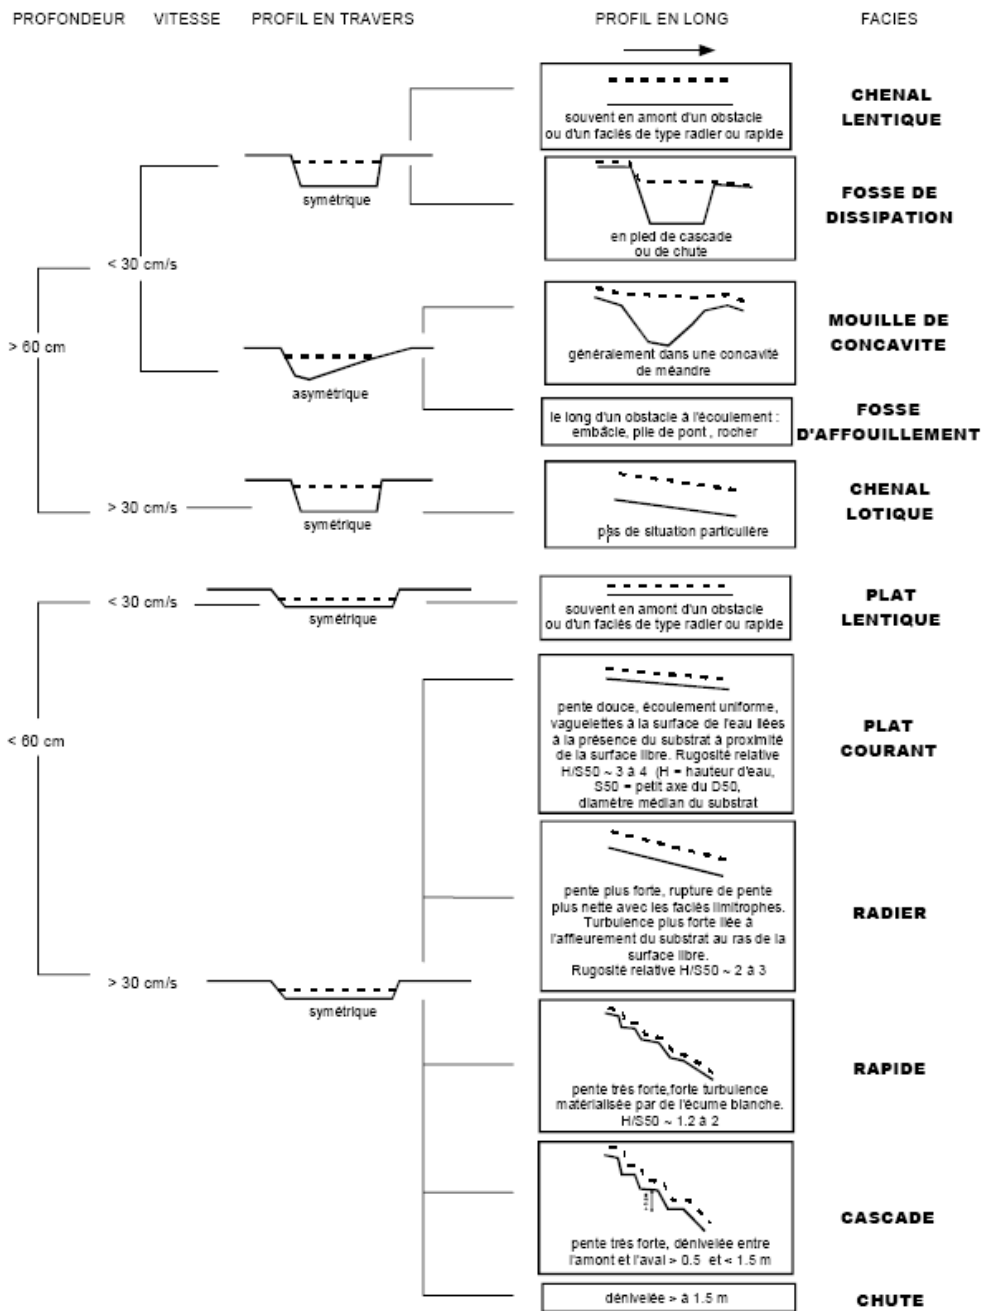 PROFONDEUR VITESSE PROFIL EN TRAVERS PROFIL EN LONG FACIES
souvent en amont d'un obstacle
ou d'un faciès de type radier ou rapide
CHENAL
LENTIQUE
symétrique
en pied de cascade
ou de chute
FOSSE DE
DISSIPATION
< 30 cm/s
> 60 cm
asymétrique
généralement dans une concavité
de méandre
MOUILLE DE
CONCAVITE
le long d'un obstacle à l'écoulement :
embâcle, pile de pont , rocher
FOSSE
D'AFFOUILLEMENT
> 30 cm/s
symétrique
pas de situation particulière
CHENAL
LOTIQUE
< 30 cm/s
symétrique
souvent en amont d'un obstacle
ou d'un faciès de type radier ou rapide
PLAT
LENTIQUE
< 60 cm
pente douce, écoulement uniforme,
vaguelettes à la surface de l'eau liées
à la présence du substrat à proximité
de la surface libre. Rugosité relative
H/S50 ~ 3 à 4 (H = hauteur d'eau,
S50 = petit axe du D50,
diamètre médian du substrat
PLAT
COURANT
pente plus forte, rupture de pente
plus nette avec les faciès limitrophes.
Turbulence plus forte liée à
l'affleurement du substrat au ras de la
surface libre.
Rugosité relative H/S50 ~ 2 à 3
RADIER
> 30 cm/s
symétrique
pente très forte,forte turbulence
matérialisée par de l'écume blanche.
H/S50 ~ 1.2 à 2
RAPIDE
pente très forte, dénivelée entre
l'amont et l'aval > 0.5 et < 1.5 m
CASCADE
dénivelée > à 1.5 m
CHUTE